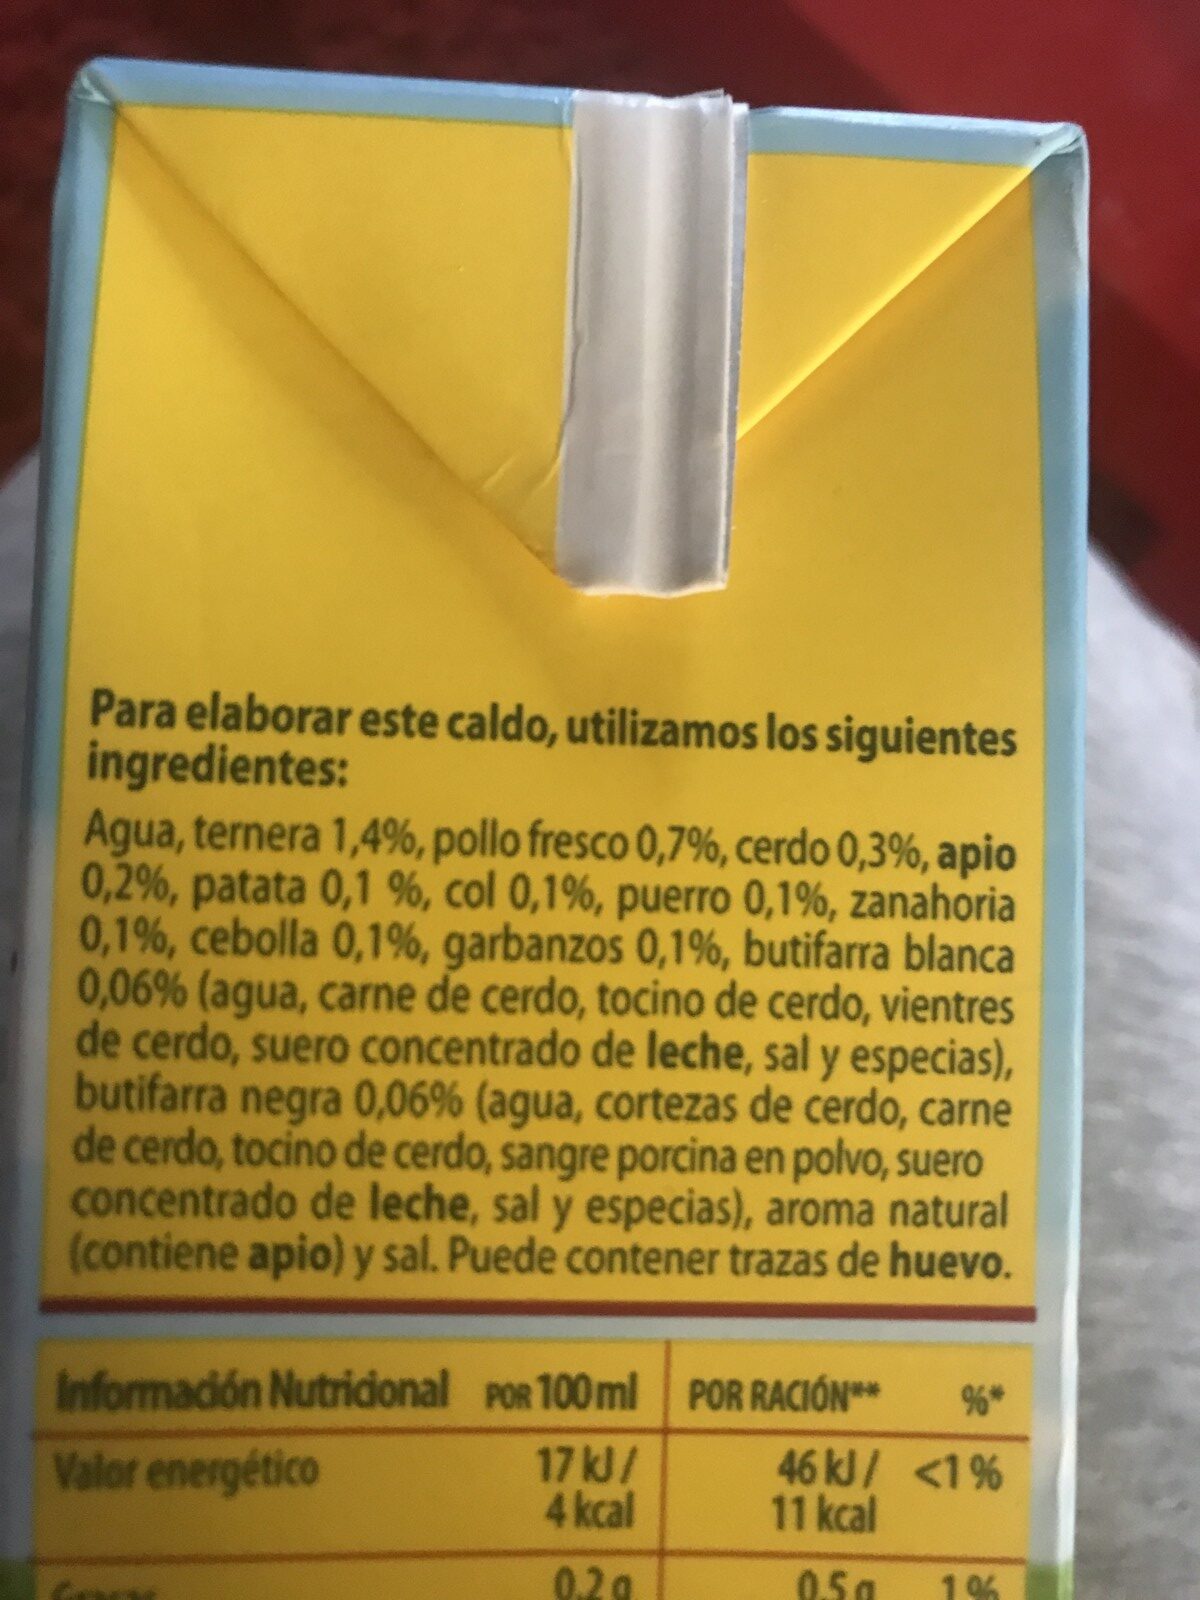 Para elaborar este caldo, utilizamos los siguientes
ingredientes:
Agua, ternera 1,4%, pollo fresco 0,7%, cerdo 0,3%, apio
0,2%, patata 0,1 %, col 0,1%, puerro 0,1%, zanahoria
0,1%, cebolla 0,1%, garbanzos 0,1%, butifarra blanca
0,06% (agua, carne de cerdo, tocino de cerdo, vientres
de cerdo, suero concentrado de leche, sal y especias),
butifarra negra 0,06% (agua, cortezas de cerdo, carne
de cerdo, tocino de cerdo, sangre porcina en polvo, suero
concentrado de leche, sal y especias), aroma natural
(contiene apio) y sal. Puede contener trazas de huevo.
Información Nutricional POR 100 ml POR RACIÓN** %*
Valor energético 17 kJ / 46 kJ / <1 %
4 kcal 11 kcal
Grasas 0,2 g 0,5 g 1 %